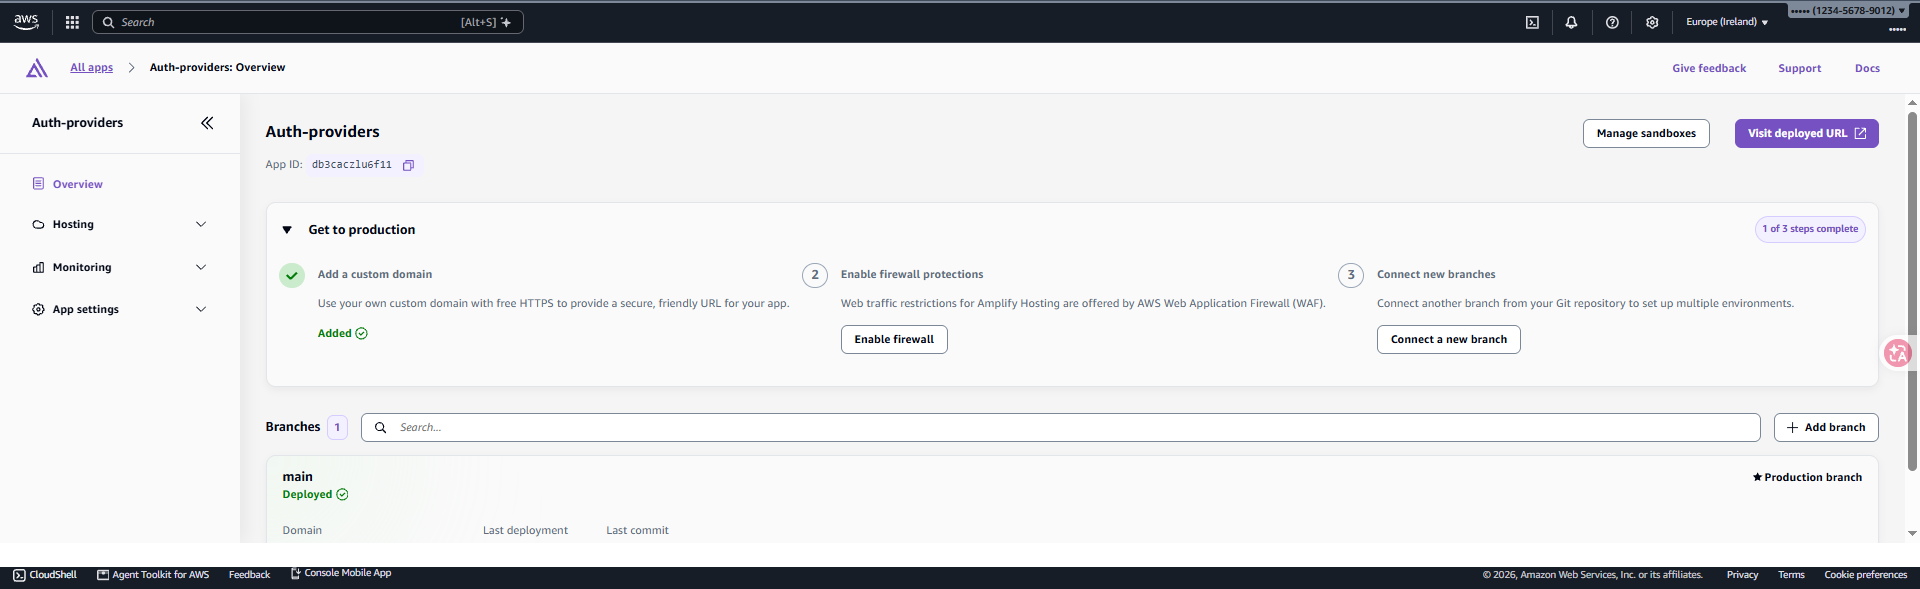 aws
Search [Alt+S]
Europe (Ireland)
••••• (1234-5678-9012)
•••••
All apps > Auth-providers: Overview
Give feedback
Support
Docs
Auth-providers
Overview
Hosting
Monitoring
App settings
Auth-providers
App ID: db3caczlu6f11
Manage sandboxes
Visit deployed URL
Get to production
1 of 3 steps complete
Add a custom domain
Use your own custom domain with free HTTPS to provide a secure, friendly URL for your app.
Added
2
Enable firewall protections
Web traffic restrictions for Amplify Hosting are offered by AWS Web Application Firewall (WAF).
Enable firewall
3
Connect new branches
Connect another branch from your Git repository to set up multiple environments.
Connect a new branch
Branches 1
Search...
Add branch
main
Deployed
Production branch
Domain
Last deployment
Last commit
CloudShell
Agent Toolkit for AWS
Feedback
Console Mobile App
© 2026, Amazon Web Services, Inc. or its affiliates.
Privacy
Terms
Cookie preferences